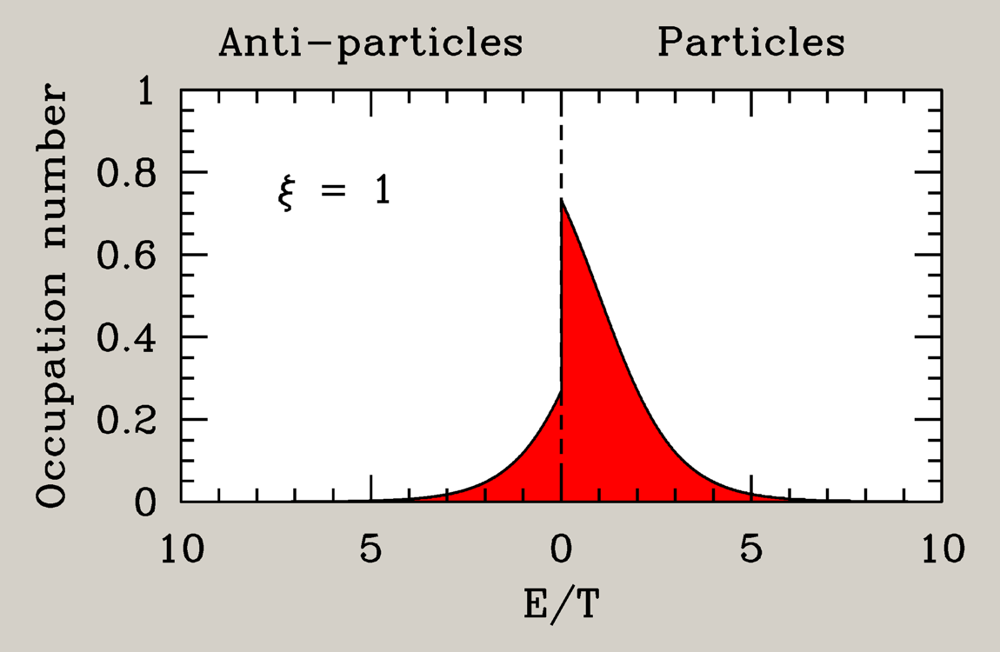 Anti-particles Particles
Occupation number
1
0.8
0.6
0.4
0.2
0
ξ = 1
10 5 0 5 10
E/T